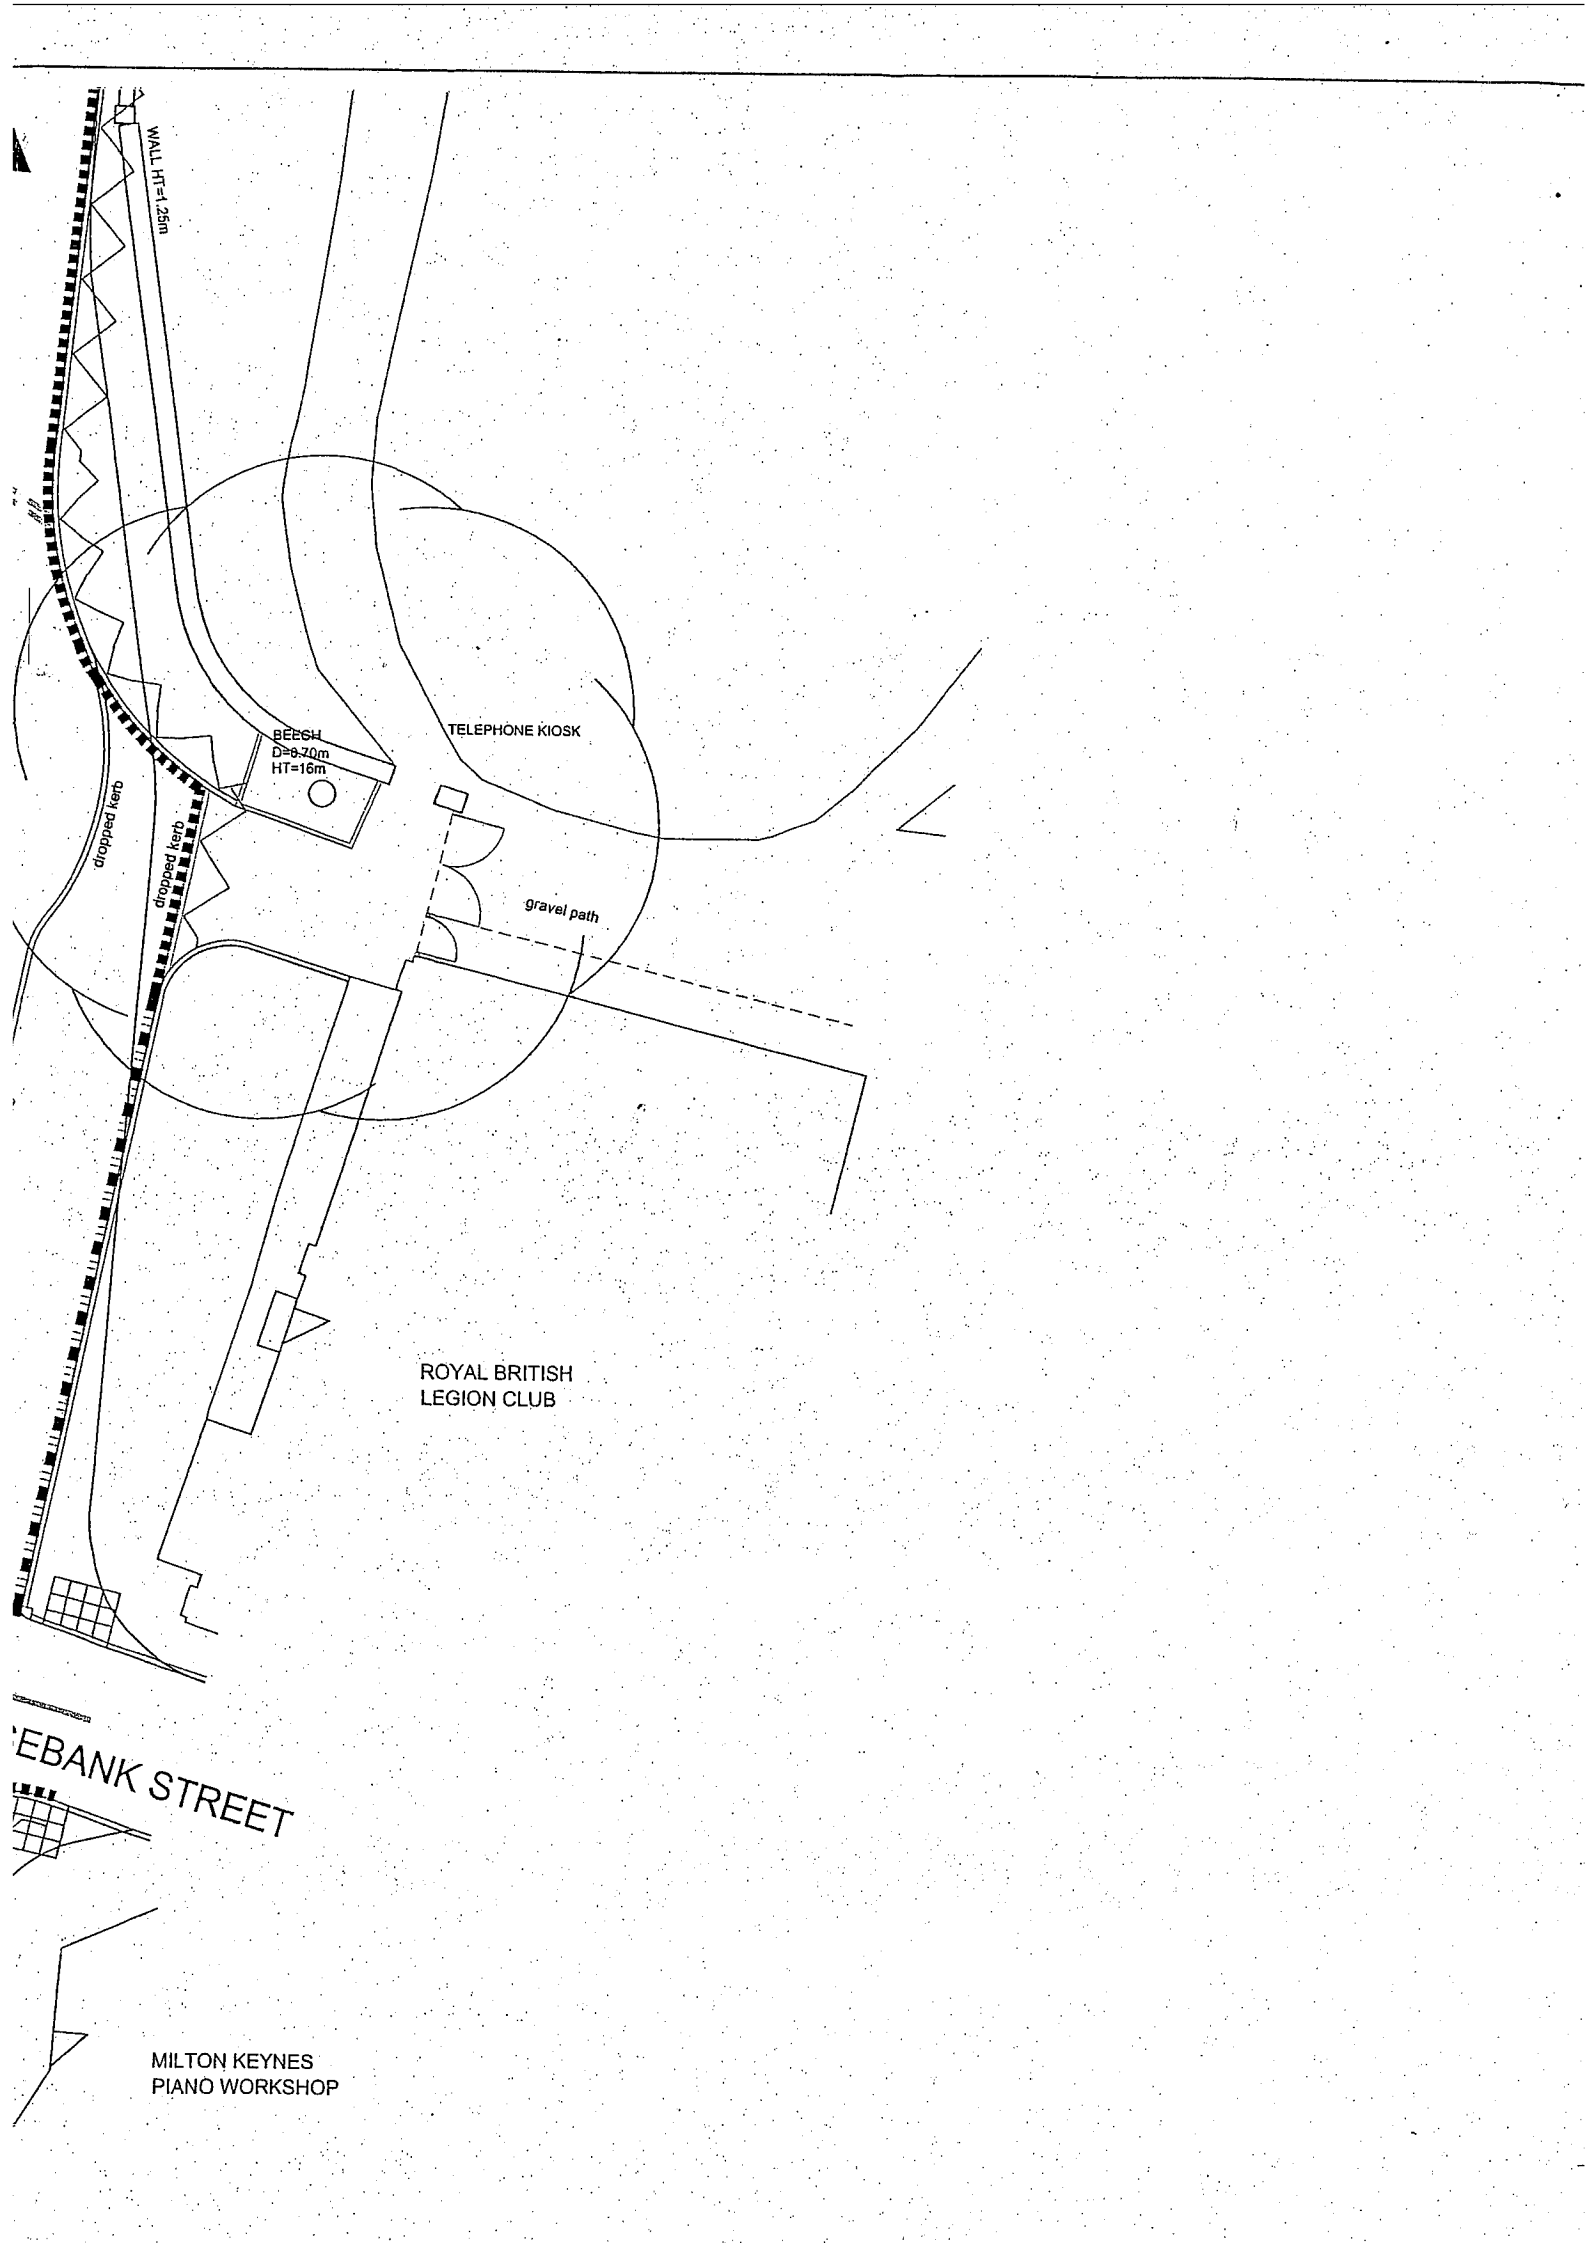 WALL HT=1.25m
BEECH
D=0.70m
HT=16m
TELEPHONE KIOSK
dropped kerb
dropped kerb
gravel path
ROYAL BRITISH
LEGION CLUB
EBANK STREET
MILTON KEYNES
PIANO WORKSHOP